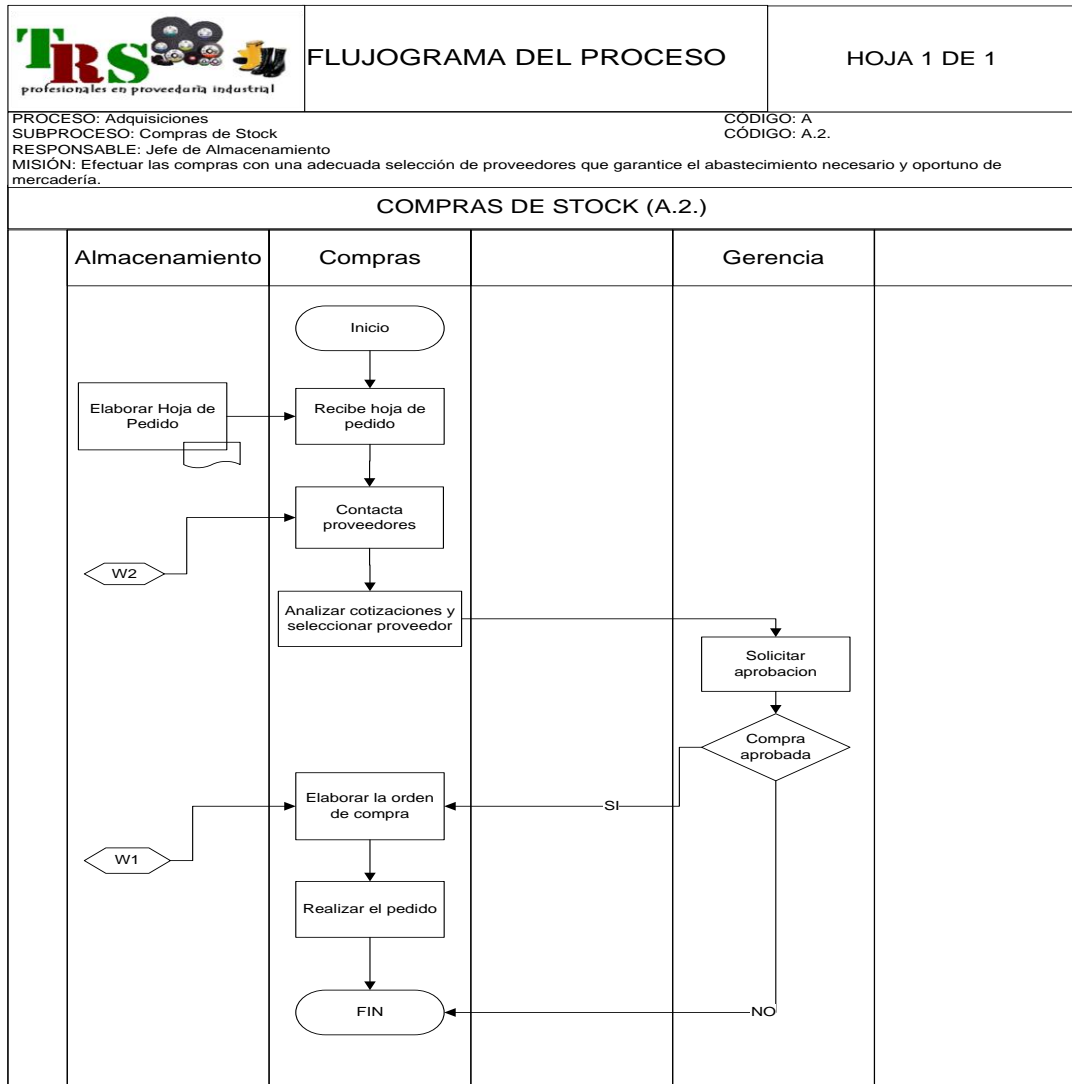 TRS
profesionales en proveeduria industrial
FLUJOGRAMA DEL PROCESO
HOJA 1 DE 1
PROCESO: Adquisiciones
CÓDIGO: A
SUBPROCESO: Compras de Stock
CÓDIGO: A.2.
RESPONSABLE: Jefe de Almacenamiento
MISIÓN: Efectuar las compras con una adecuada selección de proveedores que garantice el abastecimiento necesario y oportuno de
mercadería.
COMPRAS DE STOCK (A.2.)
Almacenamiento
Compras
Gerencia
Inicio
Elaborar Hoja de
Pedido
Recibe hoja de
pedido
Contacta
proveedores
W2
Analizar cotizaciones y
seleccionar proveedor
Solicitar
aprobacion
Compra
aprobada
Elaborar la orden
de compra
SI
W1
Realizar el pedido
FIN
NO